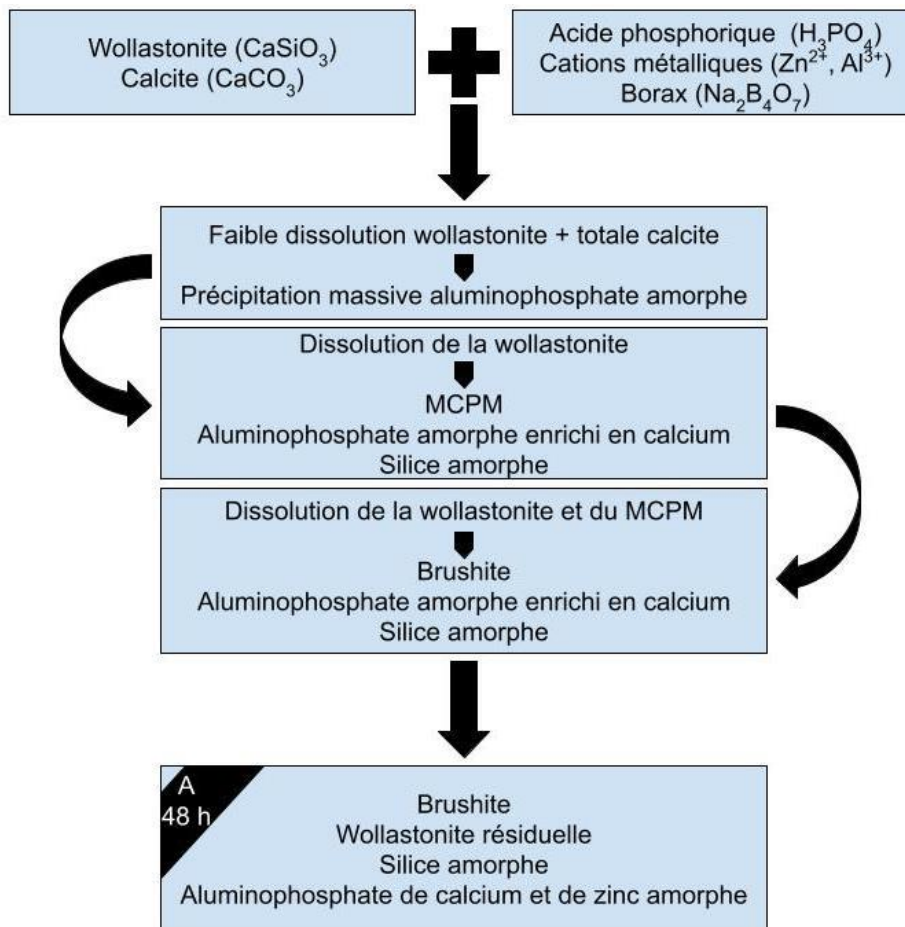 Wollastonite (CaSiO₃)
Calcite (CaCO₃)
Acide phosphorique (H₃PO₄)
Cations métalliques (Zn²⁺, Al³⁺)
Borax (Na₂B₄O₇)
Faible dissolution wollastonite + totale calcite
Précipitation massive aluminophosphate amorphe
Dissolution de la wollastonite
MCPM
Aluminophosphate amorphe enrichi en calcium
Silice amorphe
Dissolution de la wollastonite et du MCPM
Brushite
Aluminophosphate amorphe enrichi en calcium
Silice amorphe
A
48 h
Brushite
Wollastonite résiduelle
Silice amorphe
Aluminophosphate de calcium et de zinc amorphe